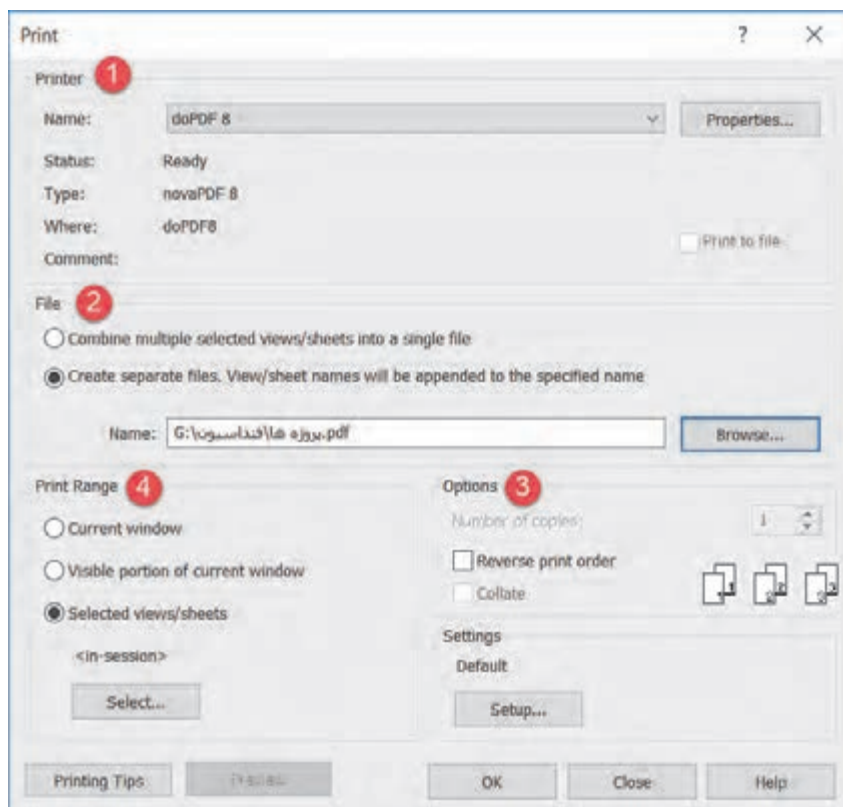 Print
Printer 1
Name: doPDF 8 Properties...
Status: Ready
Type: novaPDF 8
Where: doPDF8
Print to file
Comment:
File 2
Combine multiple selected views/sheets into a single file
Create separate files. View/sheet names will be appended to the specified name
Name: G:\پروژه ها\فنداسیون.pdf Browse...
Print Range 4
Current window
Visible portion of current window
Selected views/sheets
<in-session>
Select...
Options 3
Number of copies: 1
Reverse print order
Collate
Settings
Default
Setup...
Printing Tips Preview OK Close Help